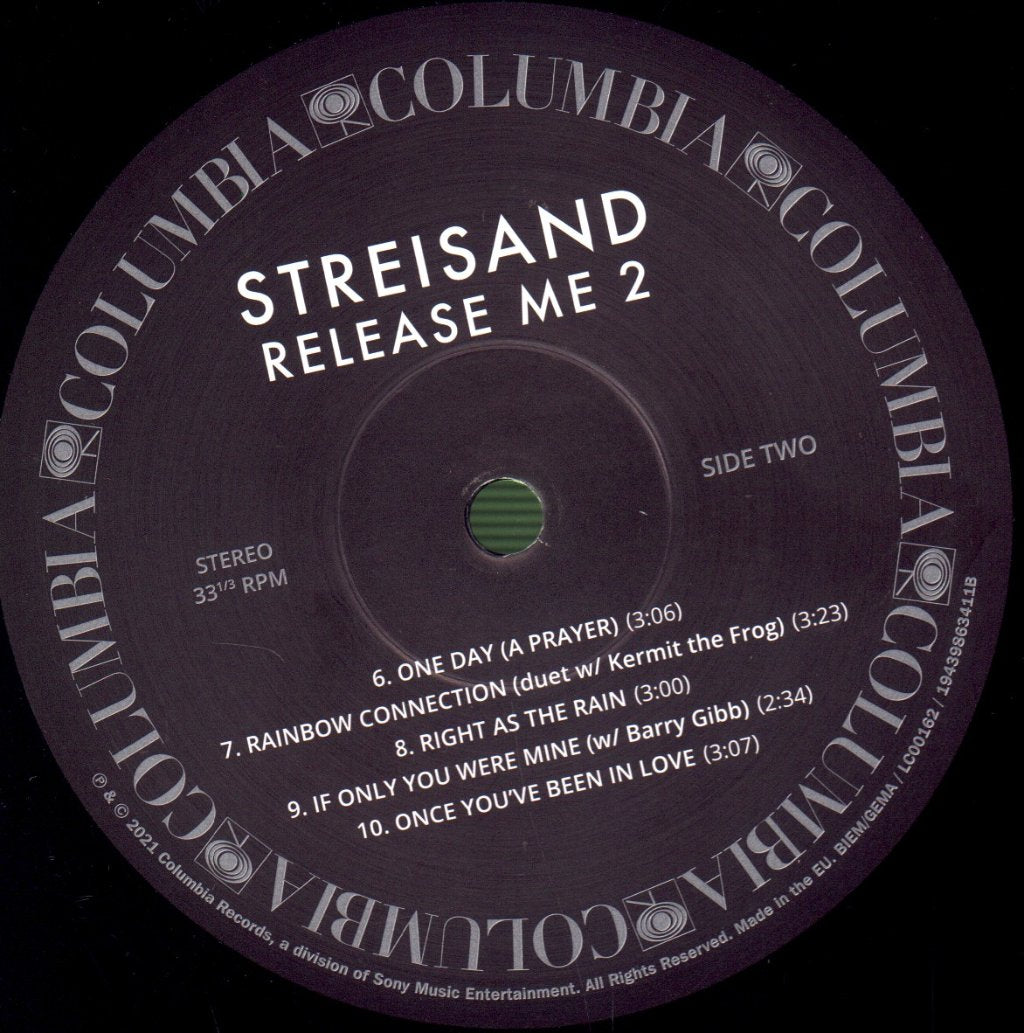 COLUMBIA COLUMBIA COLUMBIA COLUMBIA COLUMBIA COLUMBIA COLUMBIA
STREISAND
RELEASE ME 2
SIDE TWO
STEREO
33 1/3 RPM
6. ONE DAY (A PRAYER) (3:06)
7. RAINBOW CONNECTION (duet w/ Kermit the Frog) (3:23)
8. RIGHT AS THE RAIN (3:00)
9. IF ONLY YOU WERE MINE (w/ Barry Gibb) (2:34)
10. ONCE YOU'VE BEEN IN LOVE (3:07)
℗ & © 2021 Columbia Records, a division of Sony Music Entertainment. All Rights Reserved. Made in the EU. BIEM/GEMA / LC00162 / 19439863411B